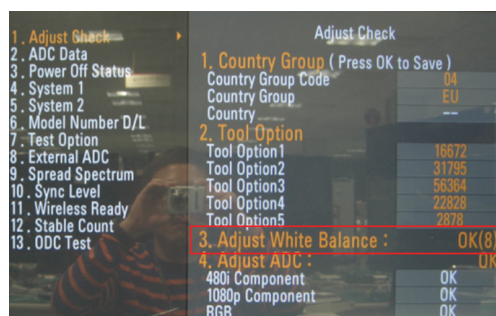 1 . Adjust Check
2 . ADC Data
3 . Power Off Status
4 . System 1
5 . System 2
6 . Model Number D/L
7 . Test Option
8 . External ADC
9 . Spread Spectrum
10 . Sync Level
11 . Wireless Ready
12 . Stable Count
13 . ODC Test
Adjust Check
1. Country Group ( Press OK to Save )
Country Group Code 04
Country Group EU
Country --
2. Tool Option
Tool Option1 16672
Tool Option2 31795
Tool Option3 56364
Tool Option4 22828
Tool Option5 2878
3. Adjust White Balance : OK(8)
4. Adjust ADC : OK
480i Component OK
1080p Component OK
RGB OK